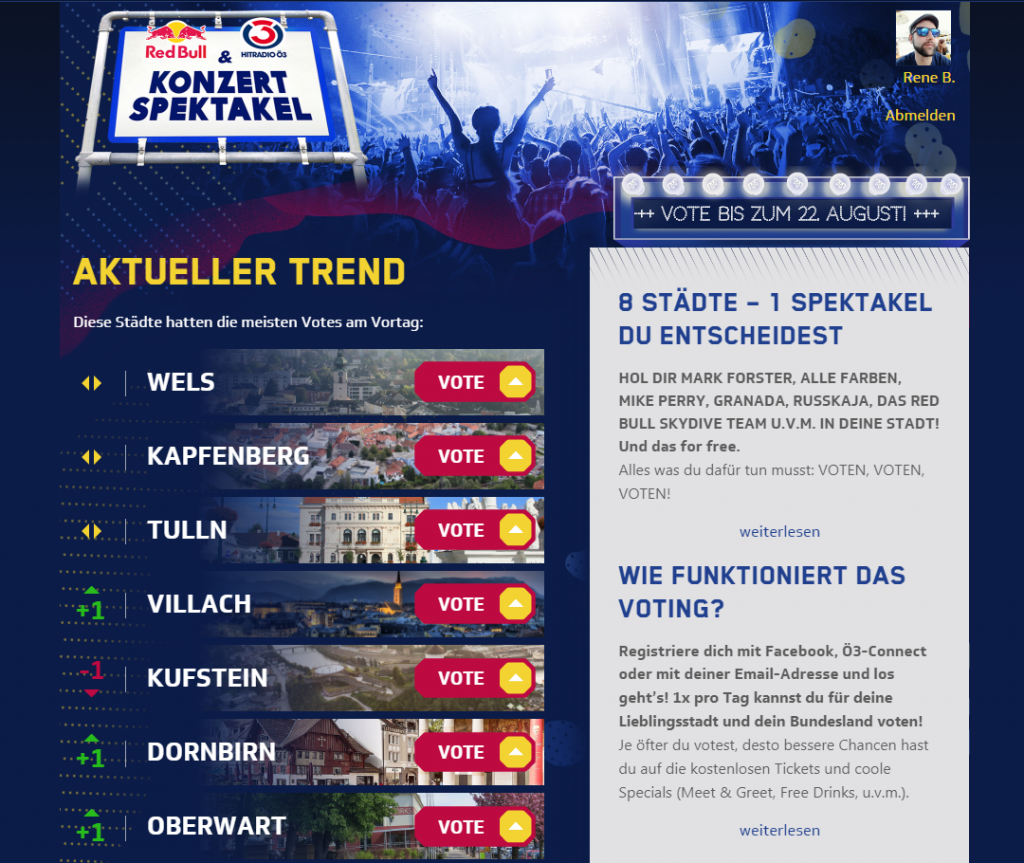 Red Bull
&
3
HITRADIO Ö3
KONZERT
SPEKTAKEL
Rene B.
Abmelden
+++ VOTE BIS ZUM 22. AUGUST! +++
AKTUELLER TREND
Diese Städte hatten die meisten Votes am Vortag:
WELS VOTE
KAPFENBERG VOTE
TULLN VOTE
+1 VILLACH VOTE
-1 KUFSTEIN VOTE
+1 DORNBIRN VOTE
+1 OBERWART VOTE
8 STÄDTE – 1 SPEKTAKEL
DU ENTSCHEIDEST
HOL DIR MARK FORSTER, ALLE FARBEN,
MIKE PERRY, GRANADA, RUSSKAJA, DAS RED
BULL SKYDIVE TEAM U.V.M. IN DEINE STADT!
Und das for free.
Alles was du dafür tun musst: VOTEN, VOTEN,
VOTEN!
weiterlesen
WIE FUNKTIONIERT DAS
VOTING?
Registriere dich mit Facebook, Ö3-Connect
oder mit deiner Email-Adresse und los
geht's! 1x pro Tag kannst du für deine
Lieblingsstadt und dein Bundesland voten!
Je öfter du votest, desto bessere Chancen hast
du auf die kostenlosen Tickets und coole
Specials (Meet & Greet, Free Drinks, u.v.m.).
weiterlesen